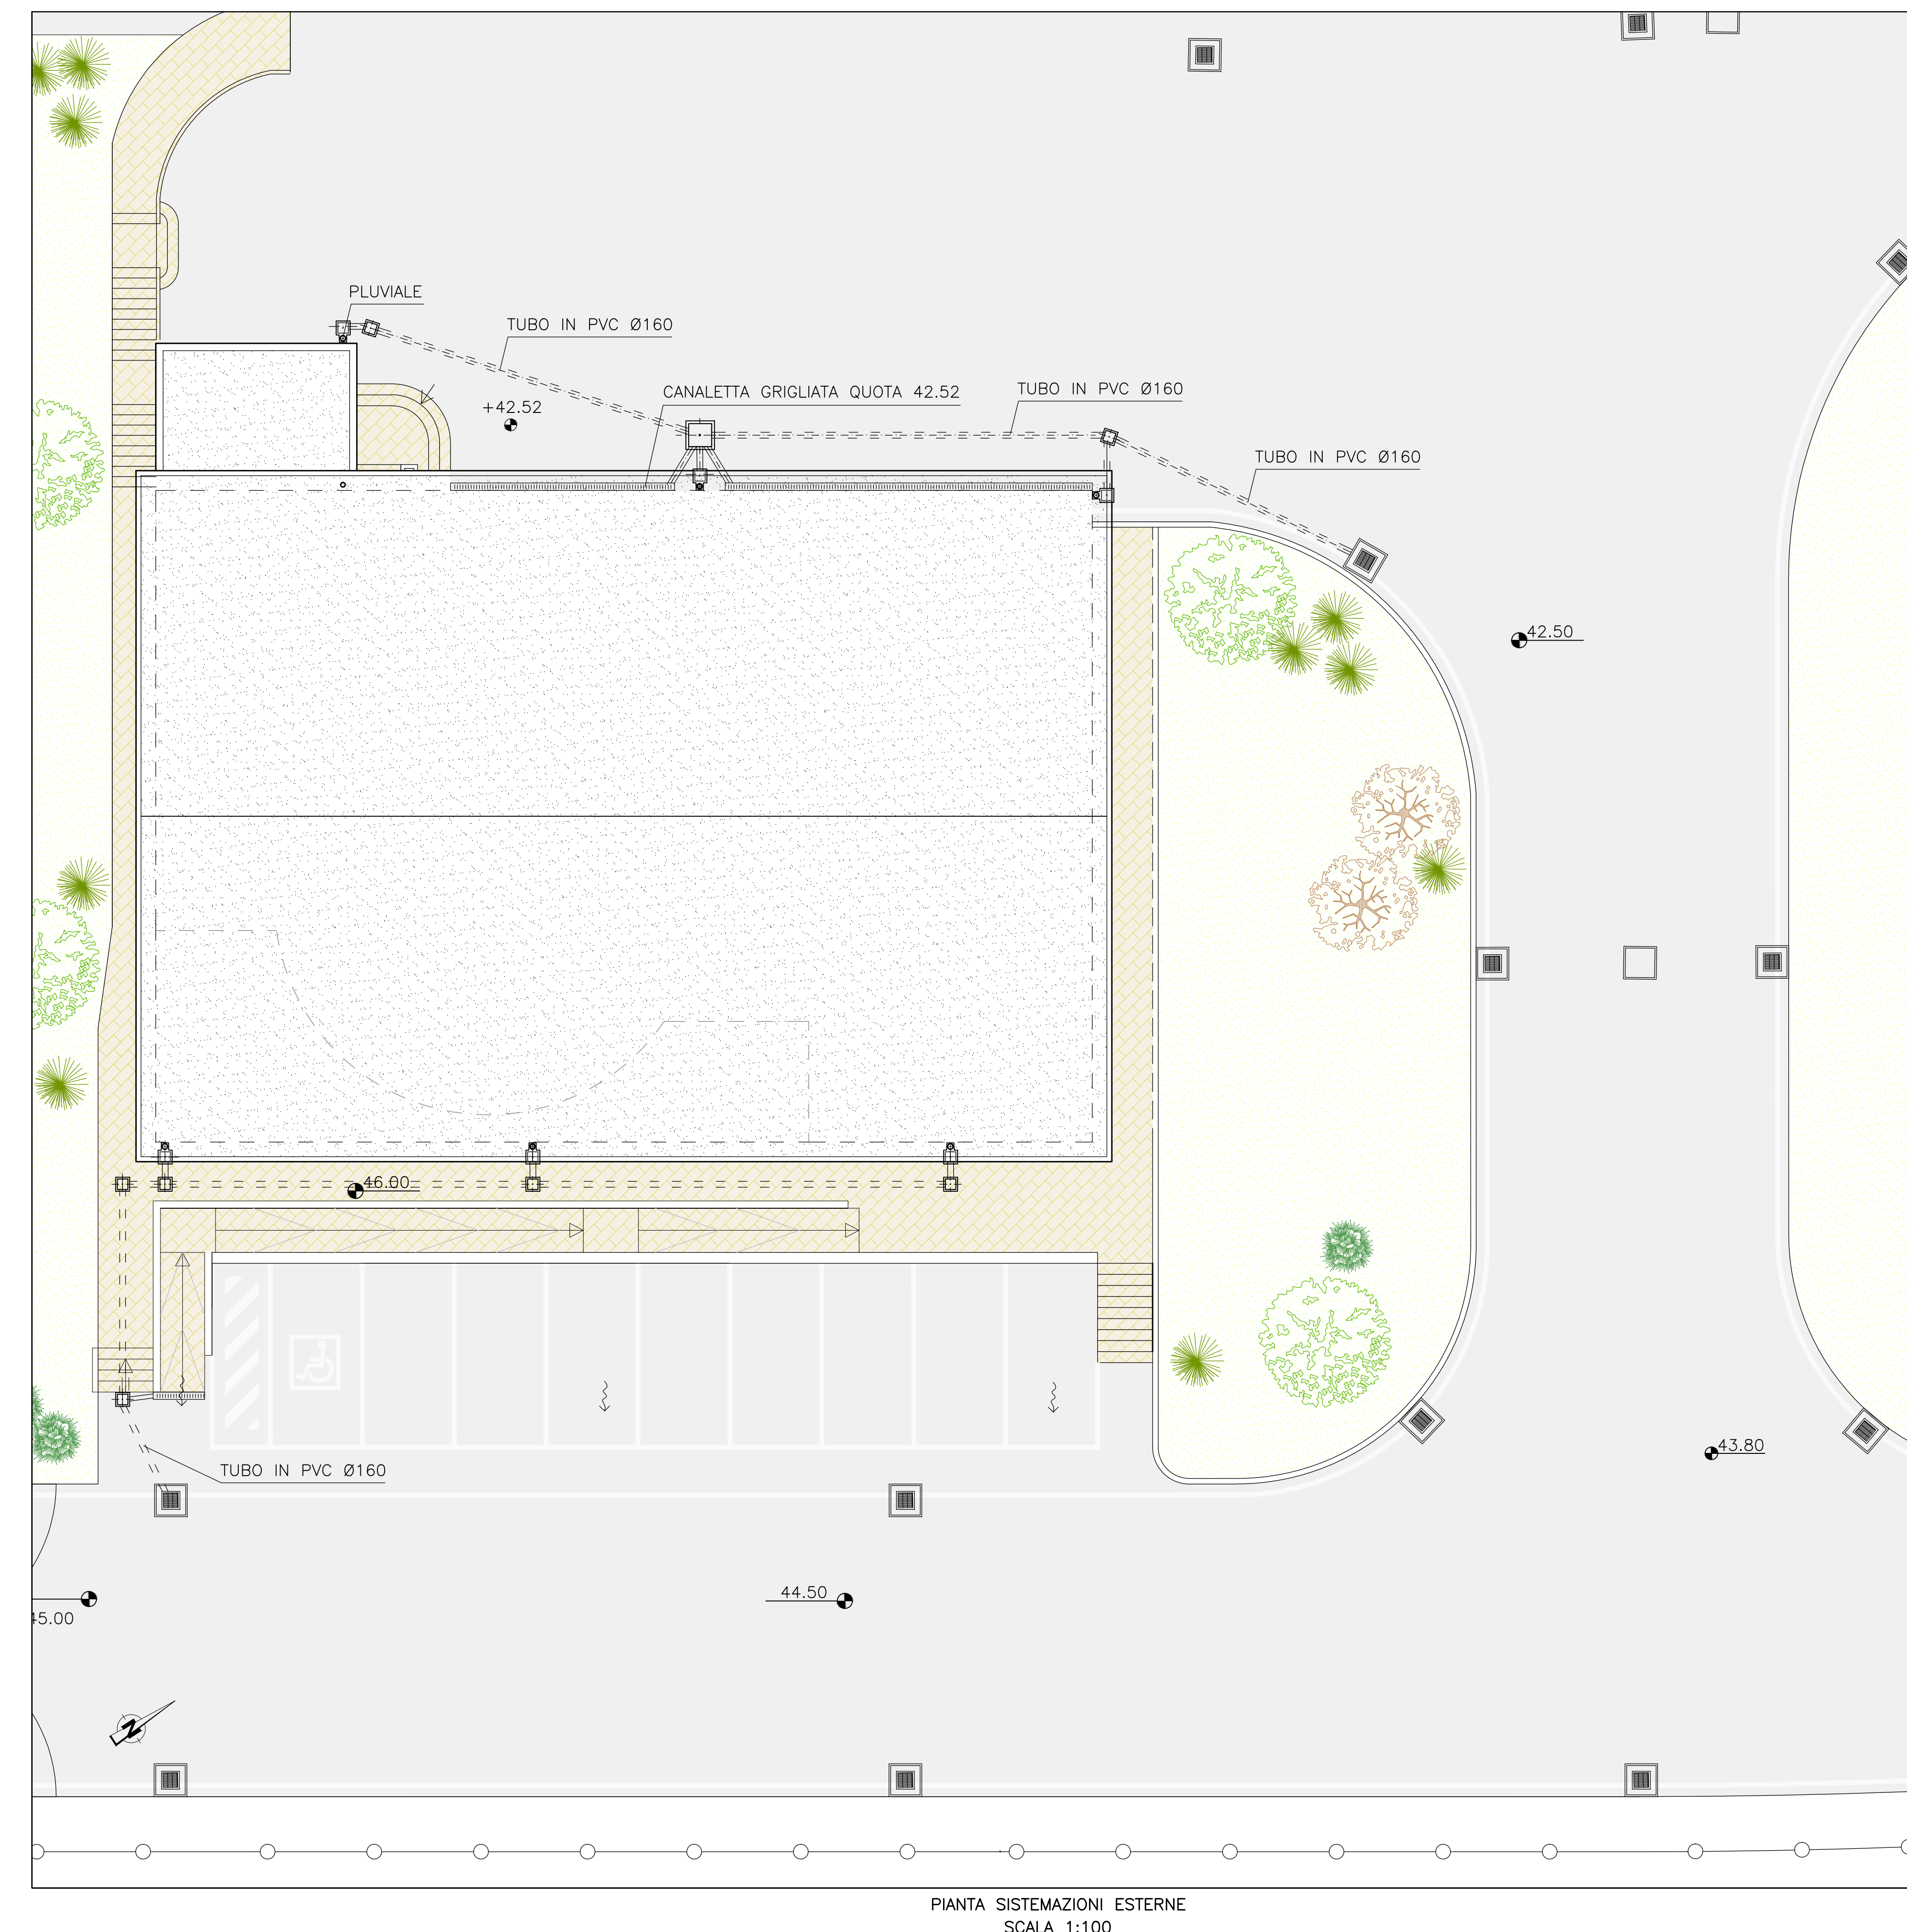 PLUVIALE
TUBO IN PVC Ø160
CANALETTA GRIGLIATA QUOTA 42.52
TUBO IN PVC Ø160
+42.52
TUBO IN PVC Ø160
42.50
46.00
43.80
TUBO IN PVC Ø160
44.50
45.00
N
PIANTA SISTEMAZIONI ESTERNE
SCALA 1:100